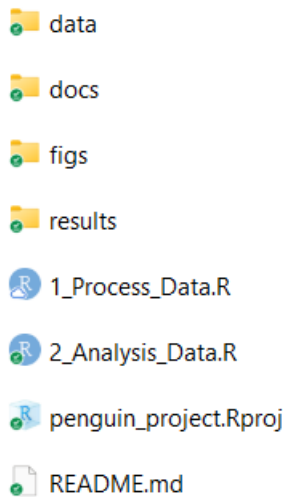 data
docs
figs
results
1_Process_Data.R
2_Analysis_Data.R
penguin_project.Rproj
README.md